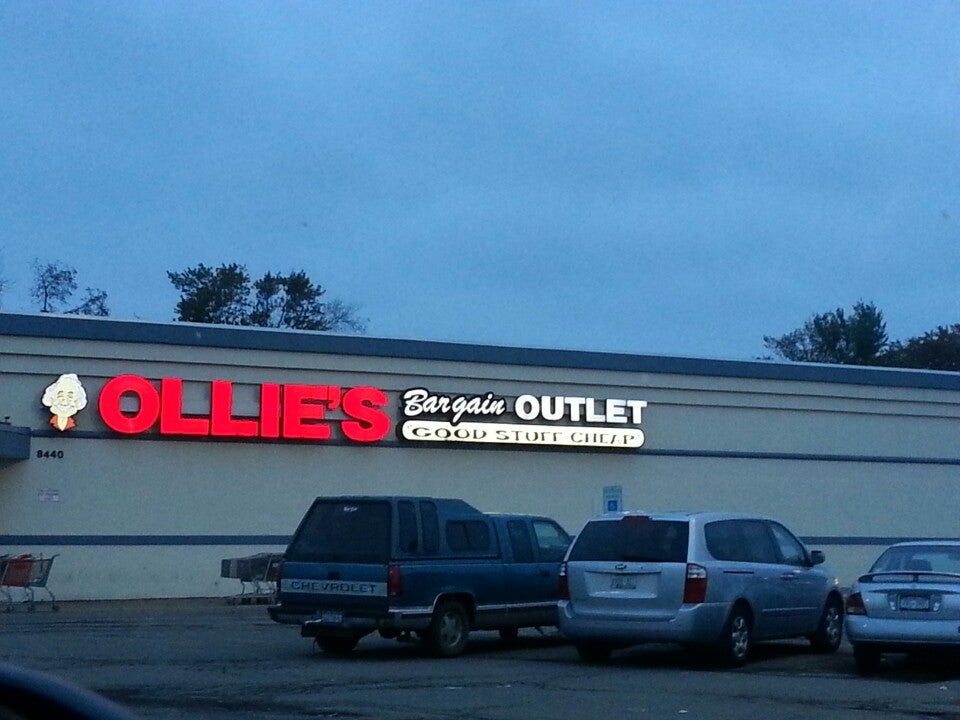 OLLIE'S Bargain OUTLET
GOOD STUFF CHEAP
8440
CHEVROLET